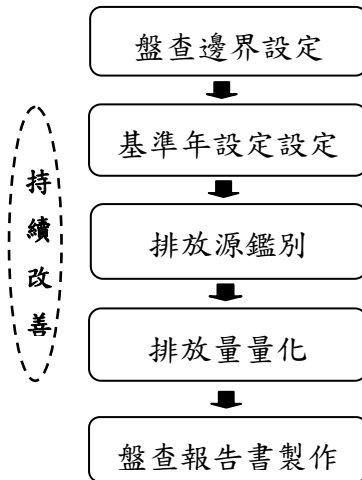 盤查邊界設定
基準年設定設定
排放源鑑別
排放量量化
盤查報告書製作
持續改善